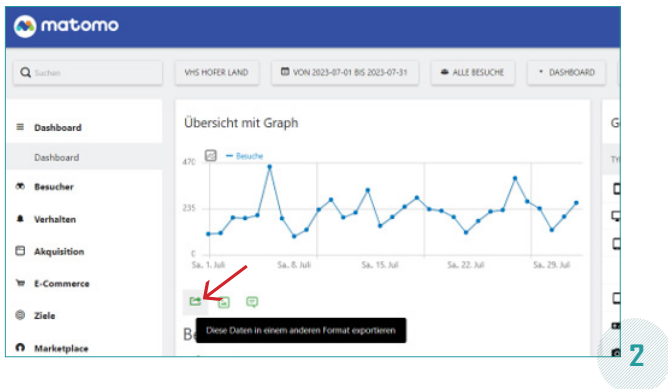 matomo
Suchen
VHS HOFER LAND
VON 2023-07-01 BIS 2023-07-31
ALLE BESUCHE
DASHBOARD
Dashboard
Dashboard
Besucher
Verhalten
Akquisition
E-Commerce
Ziele
Marketplace
Übersicht mit Graph
Besuche
470
235
0
Sa., 1. Juli
Sa., 8. Juli
Sa., 15. Juli
Sa., 22. Juli
Sa., 29. Juli
Diese Daten in einem anderen Format exportieren
Be
G
2